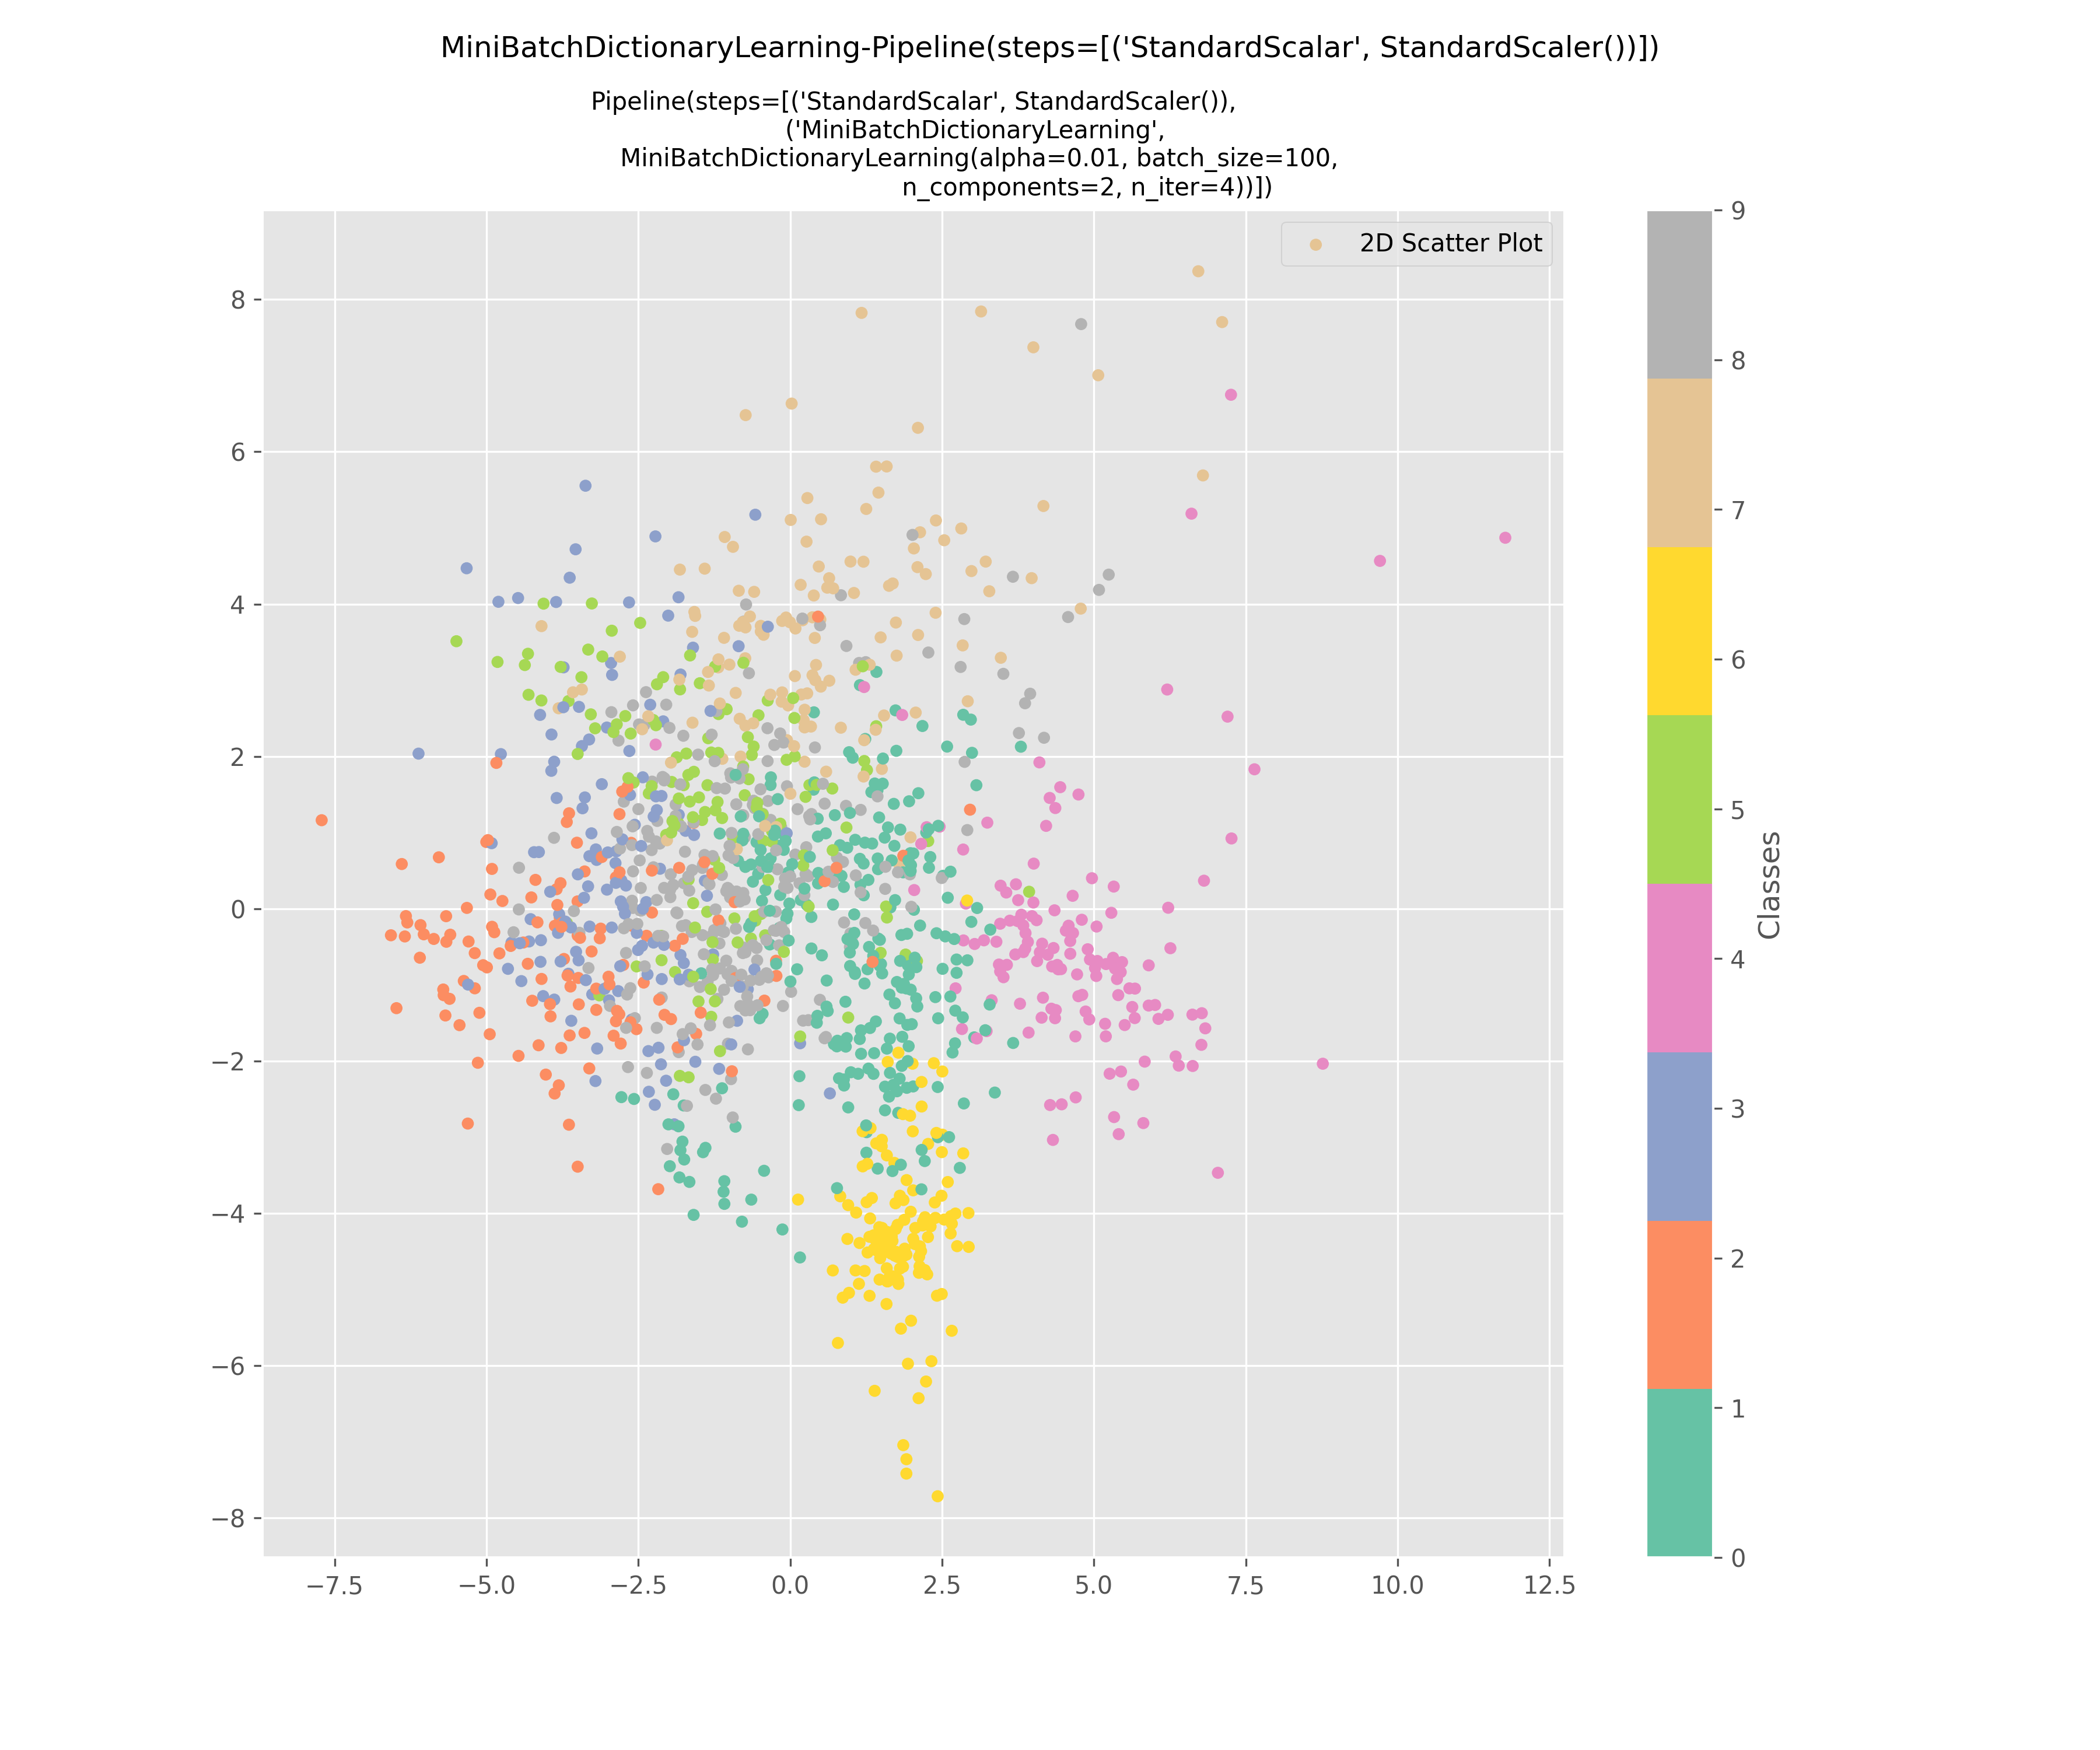 MiniBatchDictionaryLearning-Pipeline(steps=[('StandardScalar', StandardScaler())])
Pipeline(steps=[('StandardScalar', StandardScaler()),
('MiniBatchDictionaryLearning',
MiniBatchDictionaryLearning(alpha=0.01, batch_size=100,
n_components=2, n_iter=4))])
2D Scatter Plot
8
6
4
2
0
−2
−4
−6
−8
−7.5 −5.0 −2.5 0.0 2.5 5.0 7.5 10.0 12.5
9
8
7
6
5
4
3
2
1
0
Classes